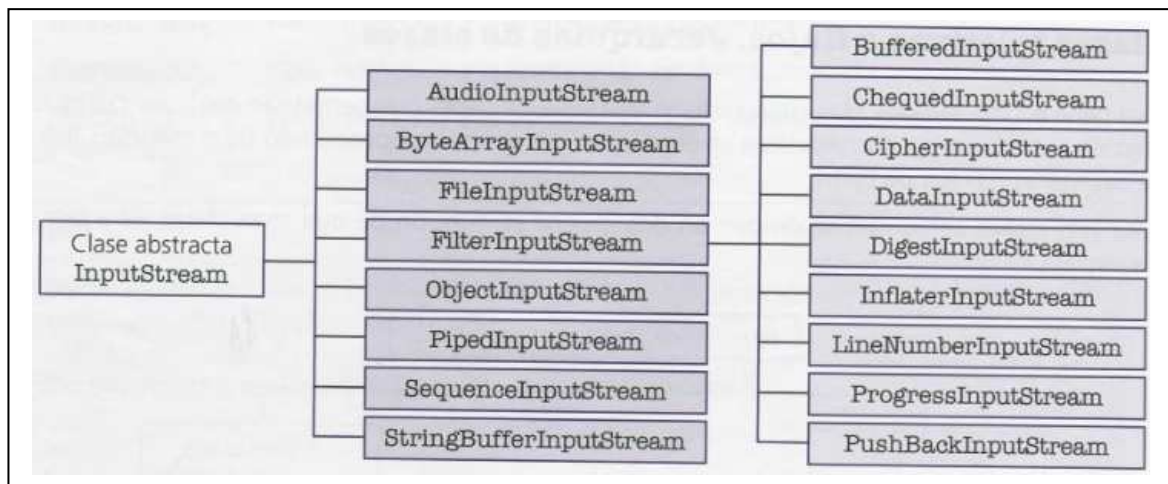 Clase abstracta
InputStream
AudioInputStream
ByteArrayInputStream
FileInputStream
FilterInputStream
ObjectInputStream
PipedInputStream
SequenceInputStream
StringBufferInputStream
BufferedInputStream
ChequedInputStream
CipherInputStream
DataInputStream
DigestInputStream
InflaterInputStream
LineNumberInputStream
ProgressInputStream
PushBackInputStream